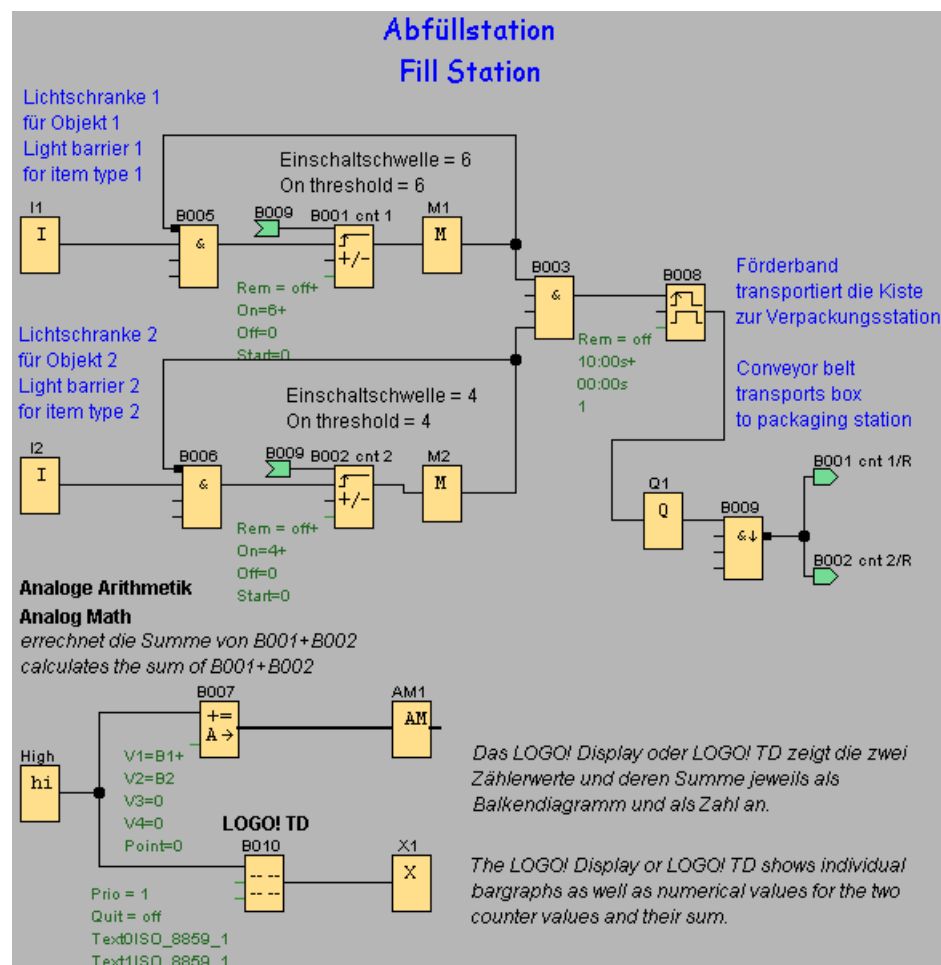 Abfüllstation
Fill Station
Lichtschranke 1
für Objekt 1
Light barrier 1
for item type 1
Einschaltschwelle = 6
On threshold = 6
I1
I
B005
&
B009
B001 cnt 1
+/-
M1
M
Rem = off+
On=6+
Off=0
Start=0
B003
&
B008
Rem = off
10:00s+
00:00s
1
Förderband
transportiert die Kiste
zur Verpackungsstation
Conveyor belt
transports box
to packaging station
Lichtschranke 2
für Objekt 2
Light barrier 2
for item type 2
Einschaltschwelle = 4
On threshold = 4
I2
I
B006
&
B009
B002 cnt 2
+/-
M2
M
Rem = off+
On=4+
Off=0
Start=0
Q1
Q
B009
&↓
B001 cnt 1/R
B002 cnt 2/R
Analoge Arithmetik
Analog Math
errechnet die Summe von B001+B002
calculates the sum of B001+B002
High
hi
B007
+=
A→
V1=B1+
V2=B2
V3=0
V4=0
Point=0
AM1
AM
LOGO! TD
B010
Prio = 1
Quit = off
Text0ISO_8859_1
Text1ISO_8859_1
X1
X
Das LOGO! Display oder LOGO! TD zeigt die zwei
Zählerwerte und deren Summe jeweils als
Balkendiagramm und als Zahl an.
The LOGO! Display or LOGO! TD shows individual
bargraphs as well as numerical values for the two
counter values and their sum.